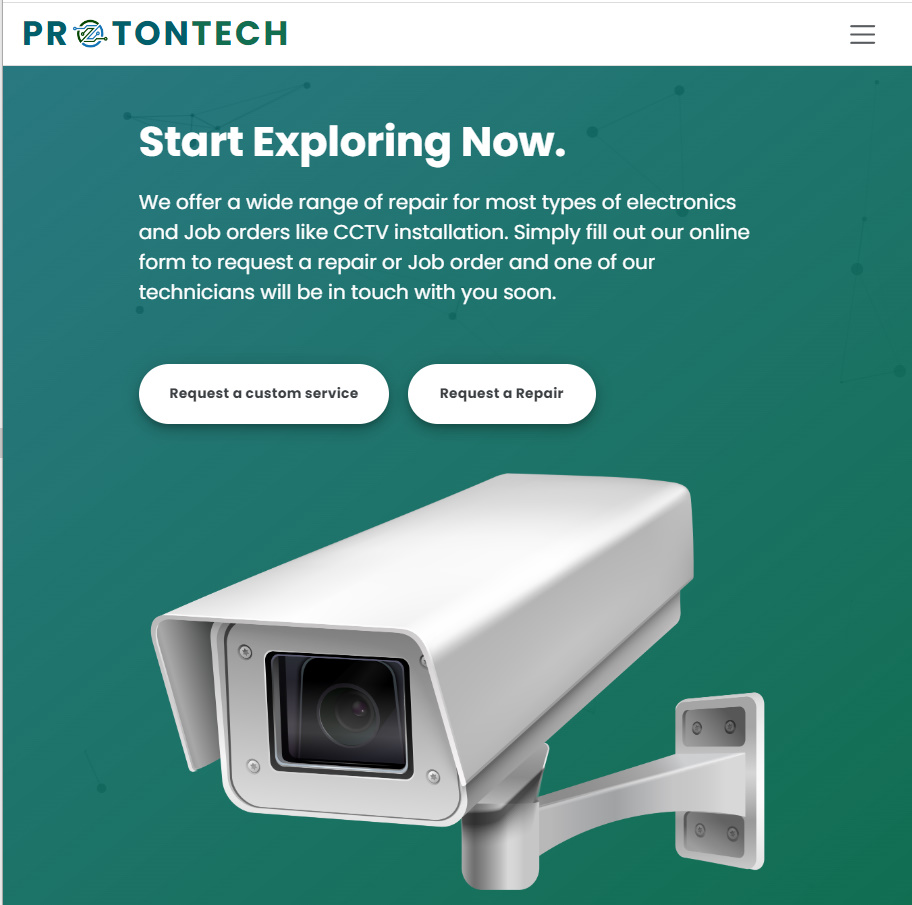 PROTONTECH
Start Exploring Now.
We offer a wide range of repair for most types of electronics
and Job orders like CCTV installation. Simply fill out our online
form to request a repair or Job order and one of our
technicians will be in touch with you soon.
Request a custom service
Request a Repair